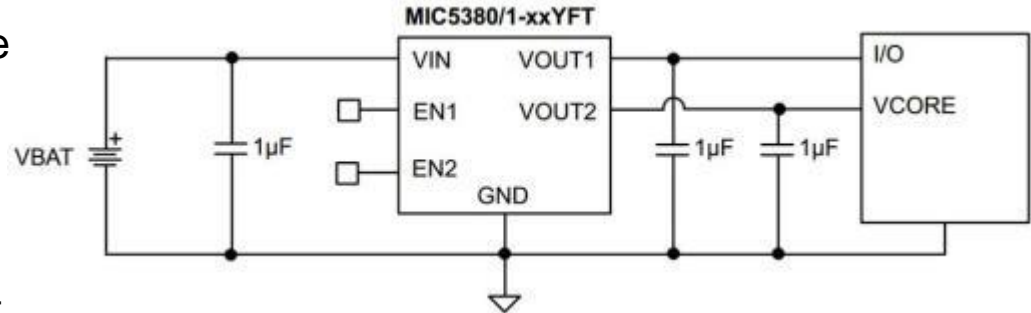 MIC5380/1-xxYFT
e
VIN VOUT1
I/O
EN1 VOUT2
VCORE
VBAT
+
1µF
1µF
1µF
EN2
GND
.